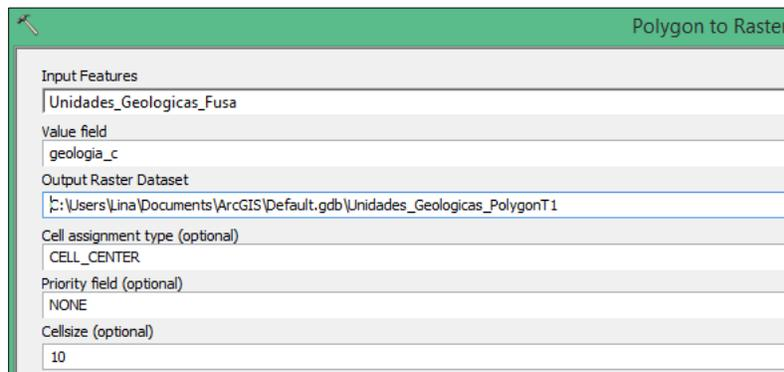 Polygon to Raster
Input Features
Unidades_Geologicas_Fusa
Value field
geologia_c
Output Raster Dataset
C:\Users\Lina\Documents\ArcGIS\Default.gdb\Unidades_Geologicas_PolygonT1
Cell assignment type (optional)
CELL_CENTER
Priority field (optional)
NONE
Cellsize (optional)
10